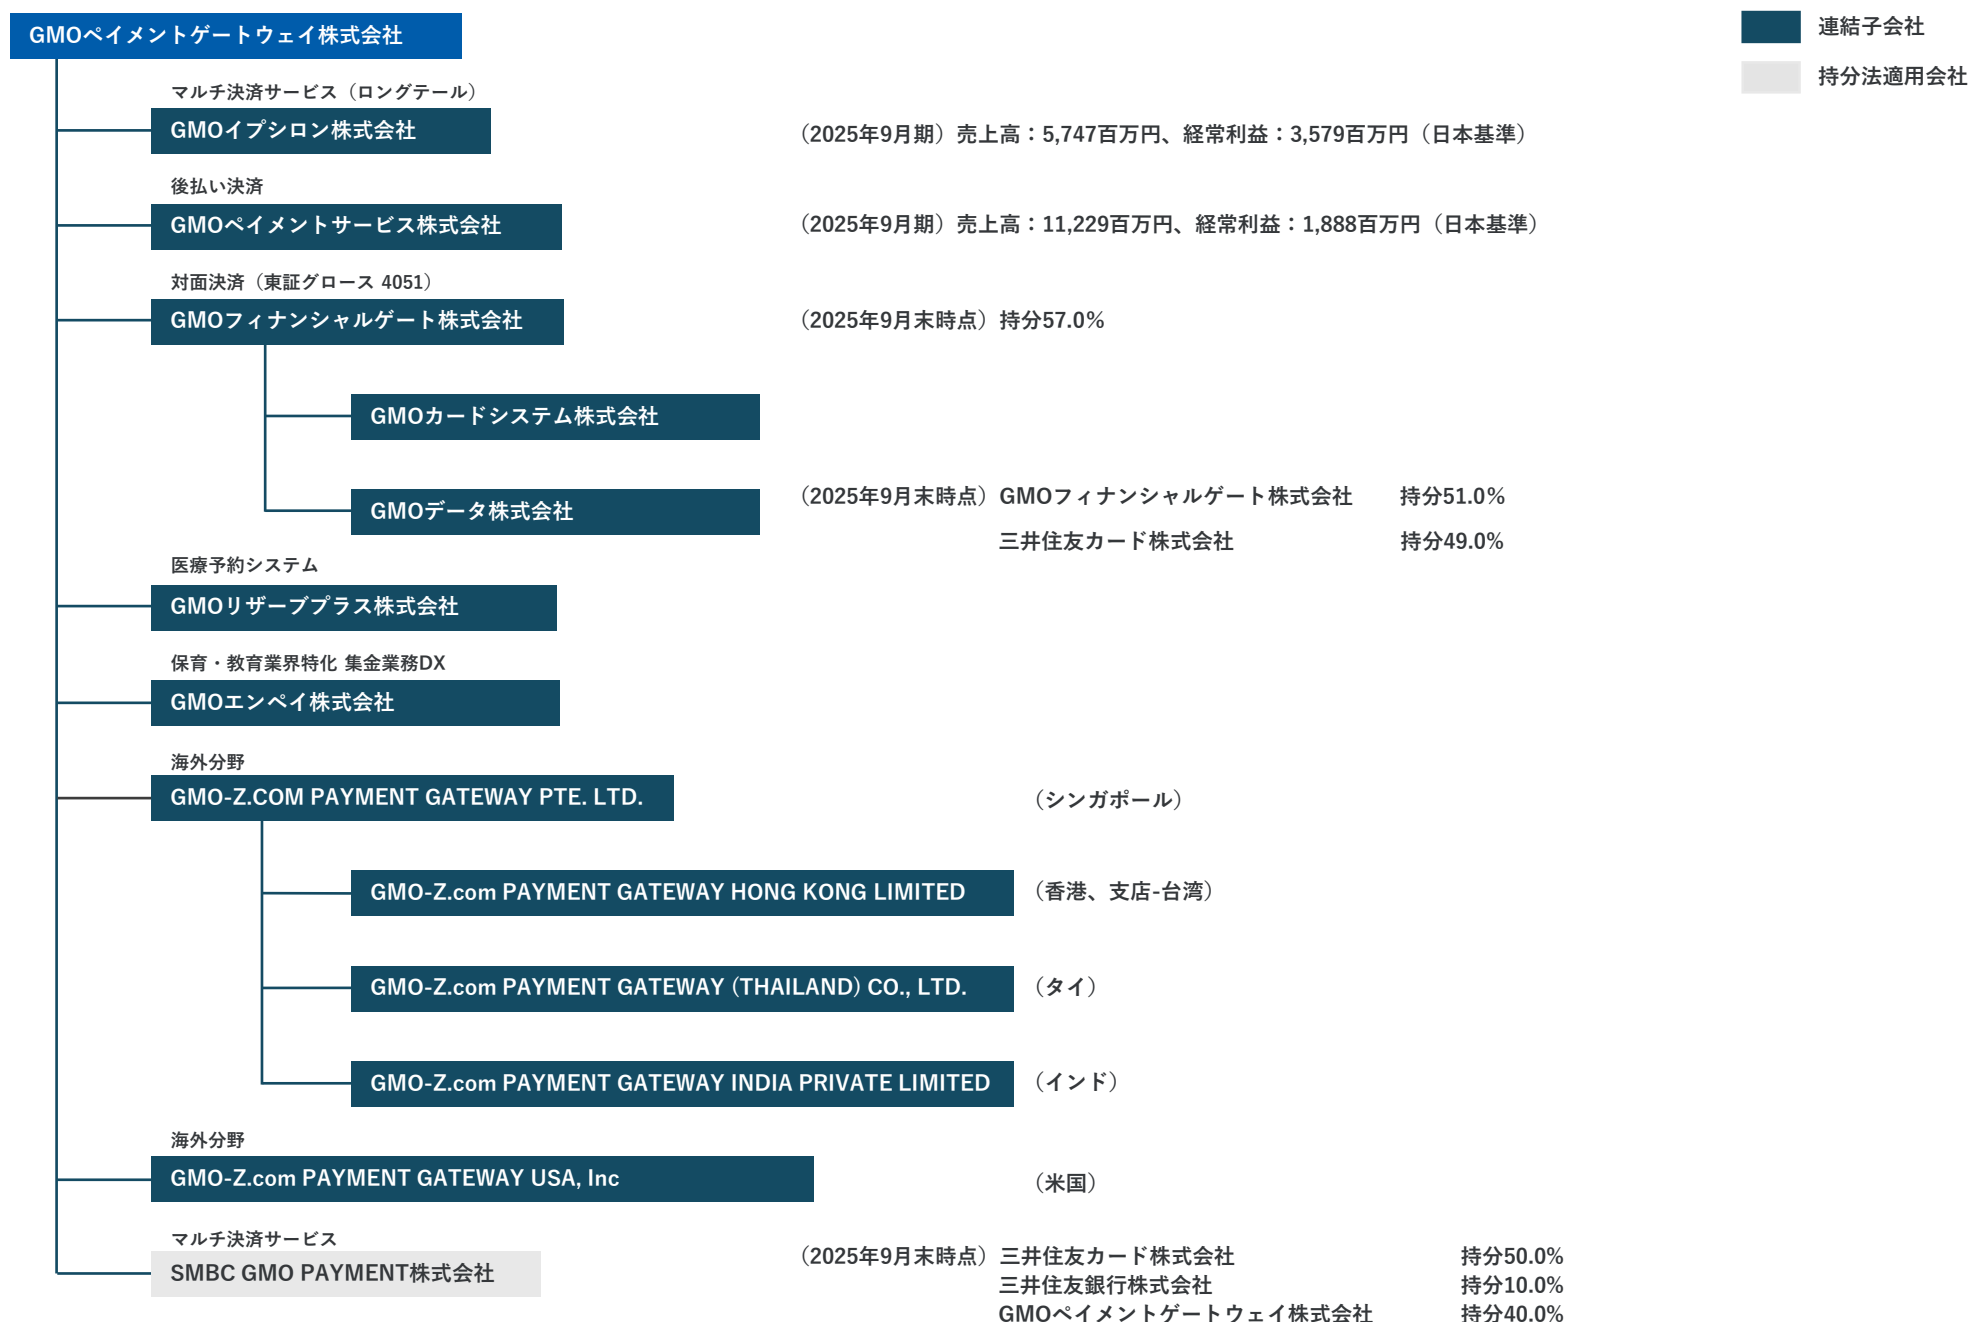 GMOペイメントゲートウェイ株式会社
連結子会社
持分法適用会社
マルチ決済サービス（ロングテール）
GMOイプシロン株式会社
（2025年9月期）売上高：5,747百万円、経常利益：3,579百万円（日本基準）
後払い決済
GMOペイメントサービス株式会社
（2025年9月期）売上高：11,229百万円、経常利益：1,888百万円（日本基準）
対面決済（東証グロース 4051）
GMOフィナンシャルゲート株式会社
（2025年9月末時点）持分57.0%
GMOカードシステム株式会社
GMOデータ株式会社
（2025年9月末時点）GMOフィナンシャルゲート株式会社 持分51.0%
三井住友カード株式会社 持分49.0%
医療予約システム
GMOリザーブプラス株式会社
保育・教育業界特化 集金業務DX
GMOエンペイ株式会社
海外分野
GMO-Z.COM PAYMENT GATEWAY PTE. LTD.
（シンガポール）
GMO-Z.com PAYMENT GATEWAY HONG KONG LIMITED
（香港、支店-台湾）
GMO-Z.com PAYMENT GATEWAY (THAILAND) CO., LTD.
（タイ）
GMO-Z.com PAYMENT GATEWAY INDIA PRIVATE LIMITED
（インド）
海外分野
GMO-Z.com PAYMENT GATEWAY USA, Inc
（米国）
マルチ決済サービス
SMBC GMO PAYMENT株式会社
（2025年9月末時点）三井住友カード株式会社 持分50.0%
三井住友銀行株式会社 持分10.0%
GMOペイメントゲートウェイ株式会社 持分40.0%